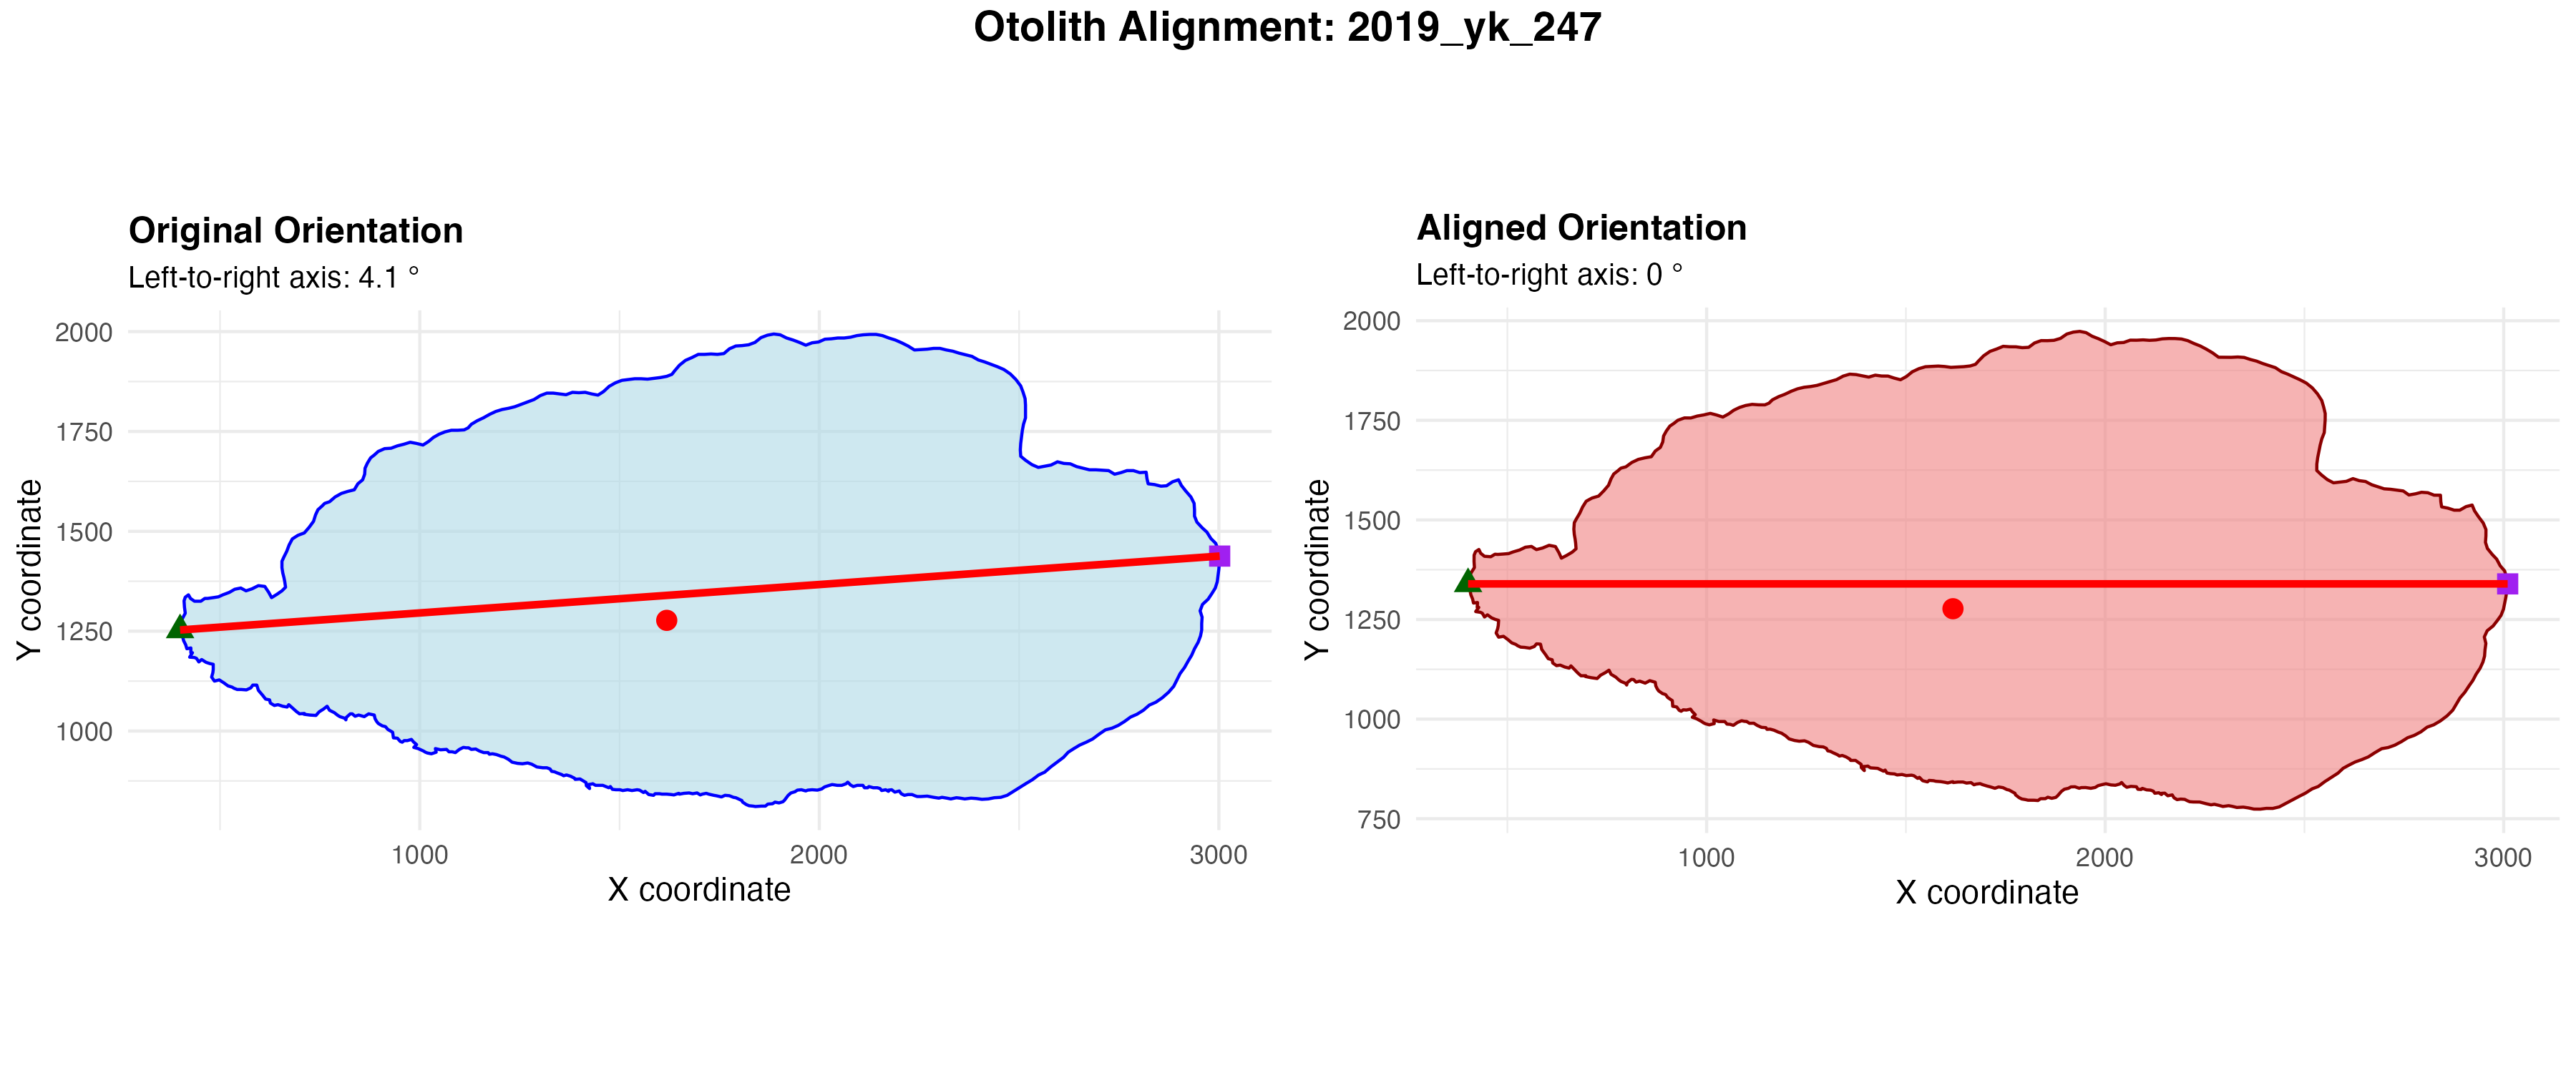 Otolith Alignment: 2019_yk_247
Original Orientation
Left-to-right axis: 4.1 °
2000
1750
1500
1250
1000
Y coordinate
1000
2000
3000
X coordinate
Aligned Orientation
Left-to-right axis: 0 °
2000
1750
1500
1250
1000
750
Y coordinate
1000
2000
3000
X coordinate